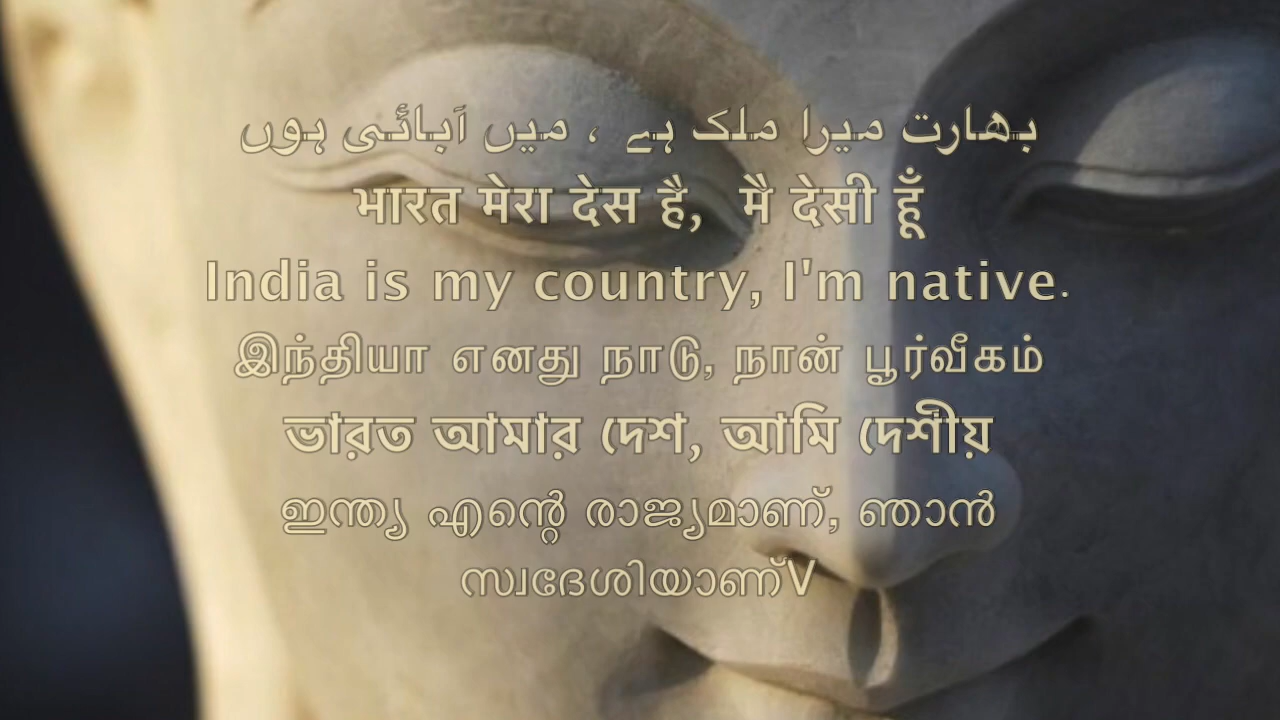 بھارت میرا ملک ہے ، میں آبائی ہوں
भारत मेरा देस है, मै देसी हूँ
India is my country, I'm native.
இந்தியா எனது நாடு, நான் பூர்வீகம்
ভারত আমার দেশ, আমি দেশীয়
ഇന്ത്യ എന്റെ രാജ്യമാണ്, ഞാൻ
സ്വദേശിയാണ്V